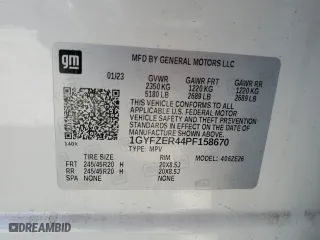 gm
MFD BY GENERAL MOTORS LLC
01/23 GVWR GAWR FRT GAWR RR
2350 KG 1220 KG 1220 KG
5180 LB 2689 LB 2689 LB
THIS VEHICLE CONFORMS TO ALL APPLICABLE U.S. FEDERAL MOTOR VEHICLE SAFETY AND THEFT PREVENTION STANDARDS IN EFFECT ON THE DATE OF MANUFACTURE SHOWN ABOVE.
1GYFZER44PF158670
140X TYPE: MPV
TIRE SIZE RIM MODEL: 486ZE26
FRT 245/45R20 20X8.5J
RR 245/45R20 20X8.5J
SPA NONE NONE